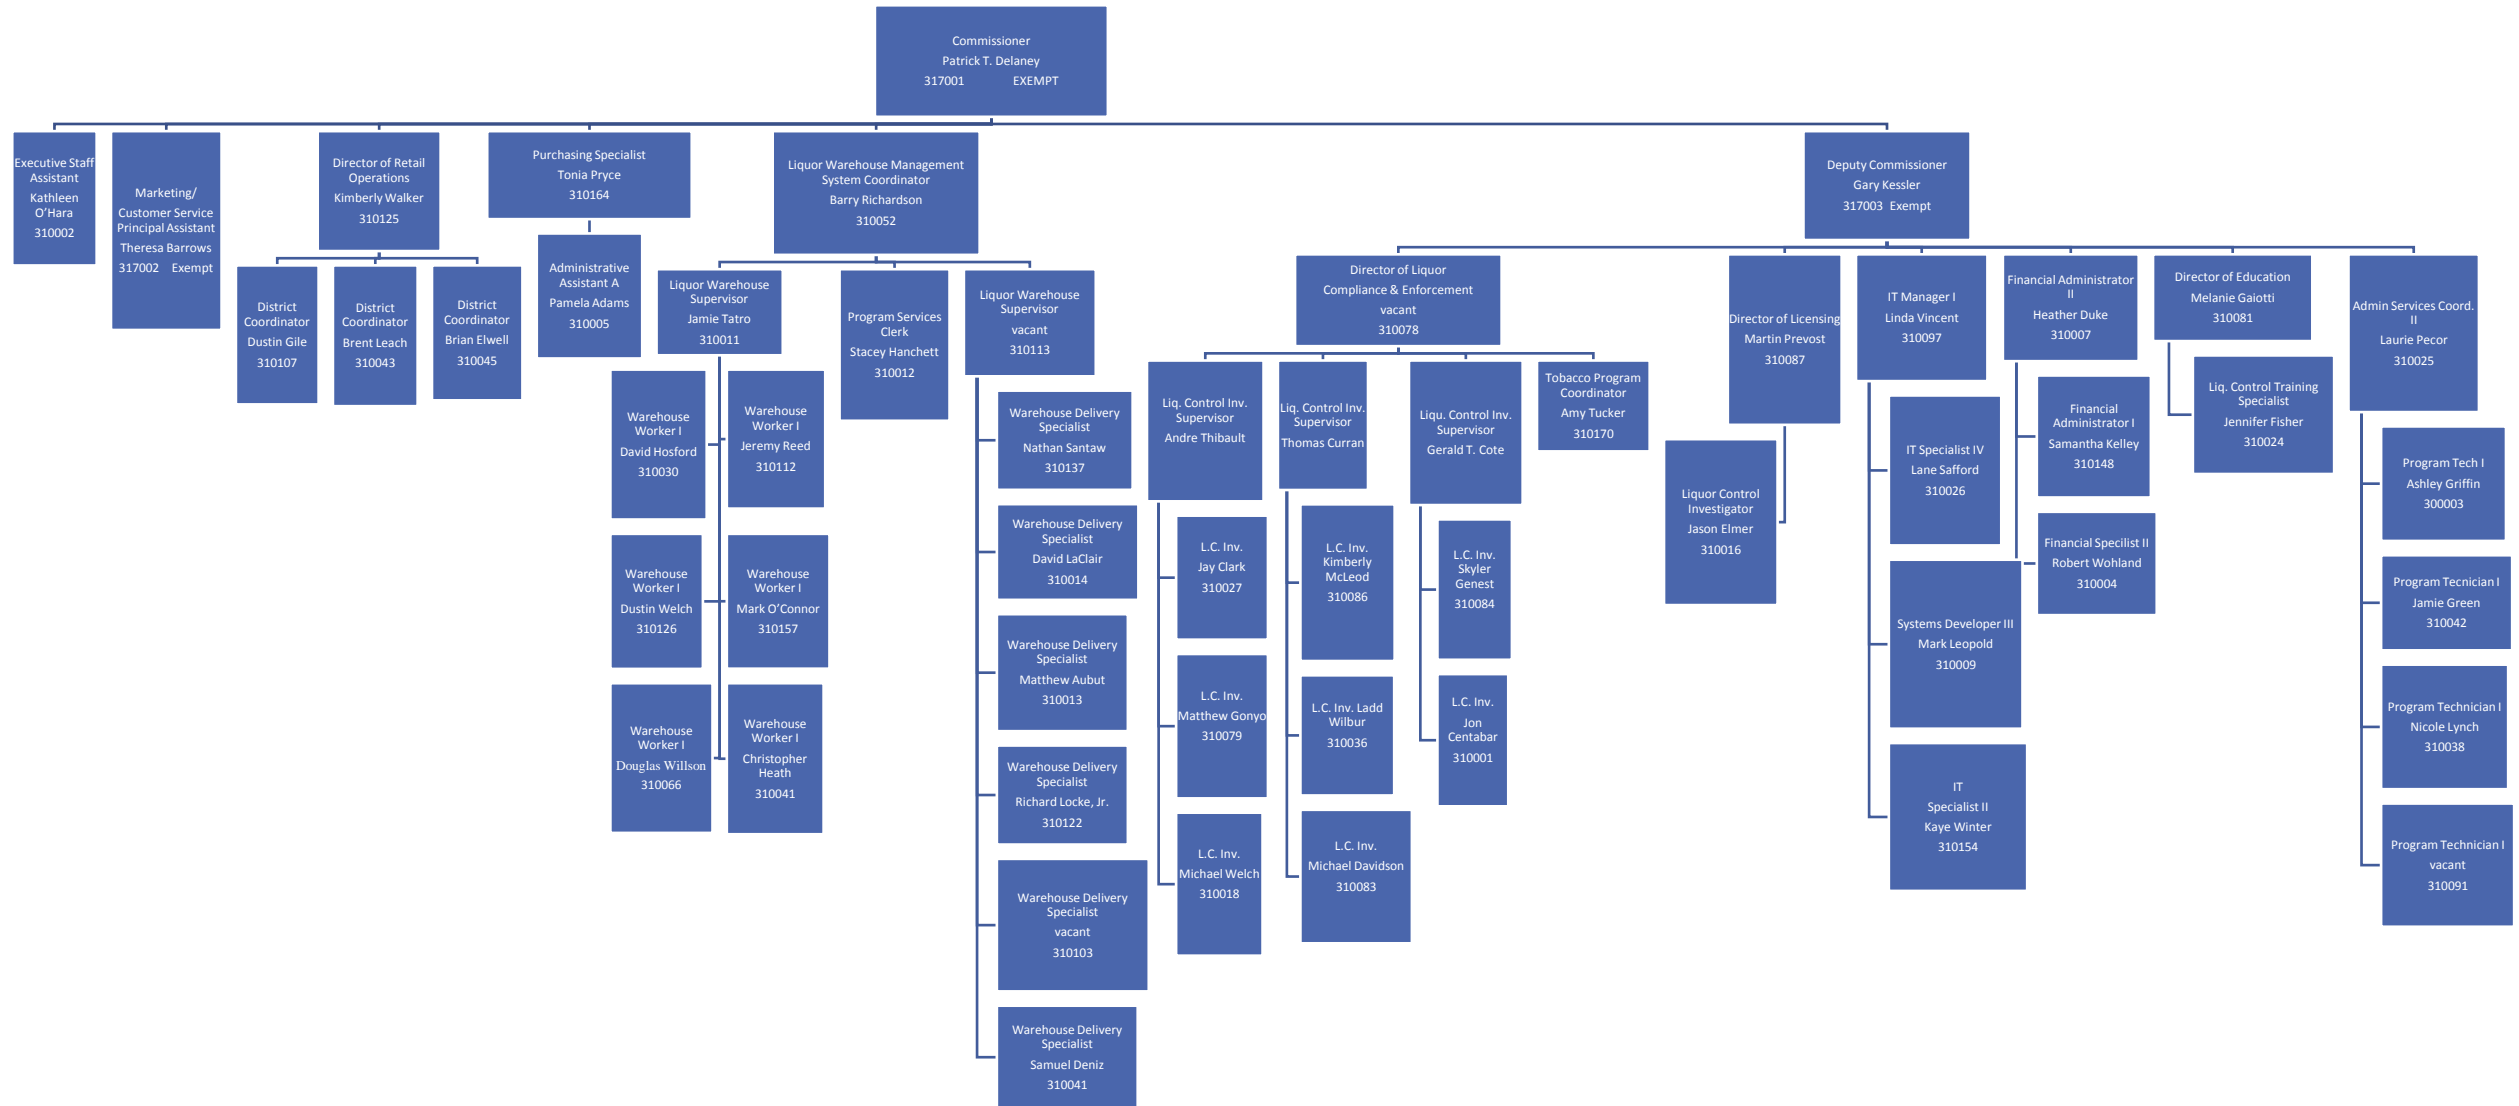 Commissioner
Patrick T. Delaney
317001 EXEMPT
Executive Staff
Assistant
Kathleen
O'Hara
310002
Marketing/
Customer Service
Principal Assistant
Theresa Barrows
317002 Exempt
Director of Retail
Operations
Kimberly Walker
310125
District
Coordinator
Dustin Gile
310107
District
Coordinator
Brent Leach
310043
District
Coordinator
Brian Elwell
310045
Purchasing Specialist
Tonia Pryce
310164
Administrative
Assistant A
Pamela Adams
310005
Liquor Warehouse Management
System Coordinator
Barry Richardson
310052
Liquor Warehouse
Supervisor
Jamie Tatro
310011
Warehouse
Worker I
David Hosford
310030
Warehouse
Worker I
Jeremy Reed
310112
Warehouse
Worker I
Dustin Welch
310126
Warehouse
Worker I
Mark O'Connor
310157
Warehouse
Worker I
Douglas Willson
310066
Warehouse
Worker I
Christopher
Heath
310041
Program Services
Clerk
Stacey Hanchett
310012
Liquor Warehouse
Supervisor
vacant
310113
Warehouse Delivery
Specialist
Nathan Santaw
310137
Warehouse Delivery
Specialist
David LaClair
310014
Warehouse Delivery
Specialist
Matthew Aubut
310013
Warehouse Delivery
Specialist
Richard Locke, Jr.
310122
Warehouse Delivery
Specialist
vacant
310103
Warehouse Delivery
Specialist
Samuel Deniz
310041
Deputy Commissioner
Gary Kessler
317003 Exempt
Director of Liquor
Compliance & Enforcement
vacant
310078
Liq. Control Inv.
Supervisor
Andre Thibault
L.C. Inv.
Jay Clark
310027
L.C. Inv.
Matthew Gonyo
310079
L.C. Inv.
Michael Welch
310018
Liq. Control Inv.
Supervisor
Thomas Curran
L.C. Inv.
Kimberly
McLeod
310086
L.C. Inv. Ladd
Wilbur
310036
L.C. Inv.
Michael Davidson
310083
Liqu. Control Inv.
Supervisor
Gerald T. Cote
L.C. Inv.
Skyler
Genest
310084
L.C. Inv.
Jon
Centabar
310001
Tobacco Program
Coordinator
Amy Tucker
310170
Director of Licensing
Martin Prevost
310087
Liquor Control
Investigator
Jason Elmer
310016
IT Manager I
Linda Vincent
310097
IT Specialist IV
Lane Safford
310026
Systems Developer III
Mark Leopold
310009
IT
Specialist II
Kaye Winter
310154
Financial Administrator
II
Heather Duke
310007
Financial
Administrator I
Samantha Kelley
310148
Financial Specilist II
Robert Wohland
310004
Director of Education
Melanie Gaiotti
310081
Liq. Control Training
Specialist
Jennifer Fisher
310024
Admin Services Coord.
II
Laurie Pecor
310025
Program Tech I
Ashley Griffin
300003
Program Tecnician I
Jamie Green
310042
Program Technician I
Nicole Lynch
310038
Program Technician I
vacant
310091